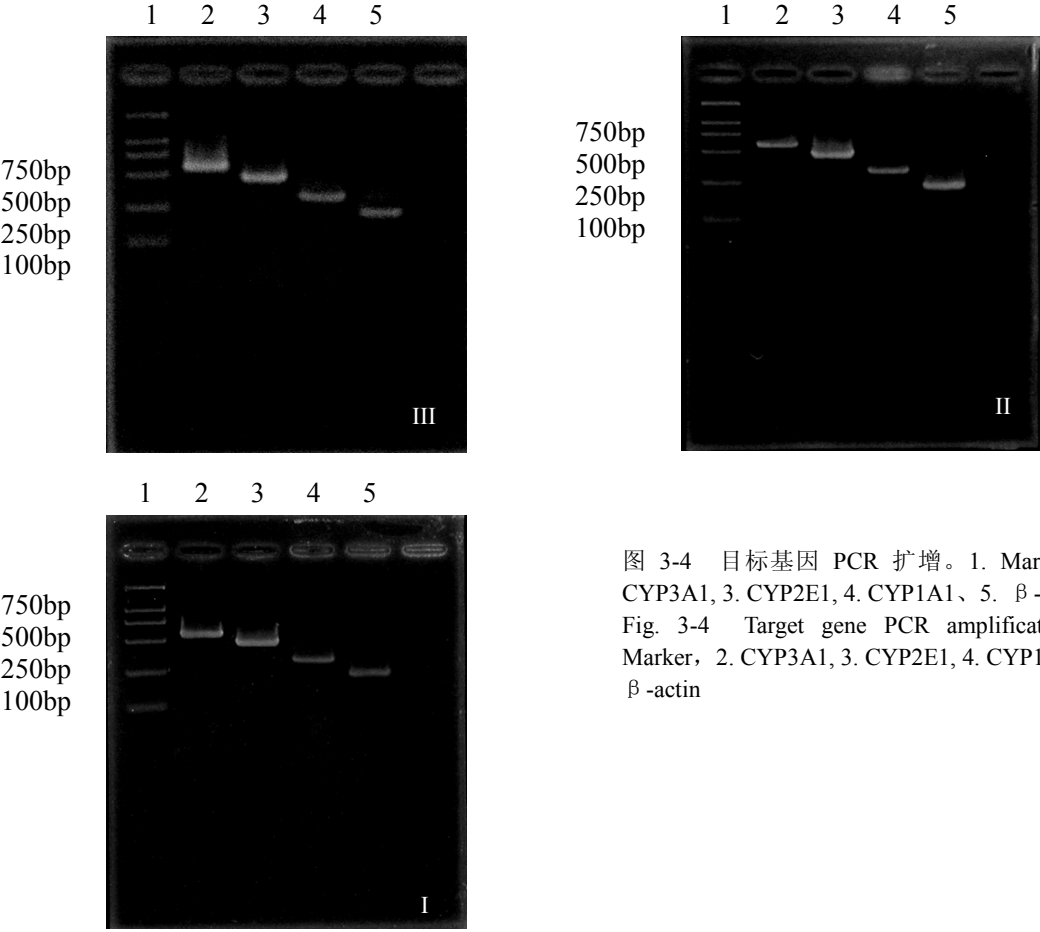 1 2 3 4 5
750bp
500bp
250bp
100bp
III
1 2 3 4 5
750bp
500bp
250bp
100bp
II
1 2 3 4 5
750bp
500bp
250bp
100bp
I
图 3-4 目标基因 PCR 扩增。1. Mar
CYP3A1, 3. CYP2E1, 4. CYP1A1、5. β-
Fig. 3-4 Target gene PCR amplificat
Marker，2. CYP3A1, 3. CYP2E1, 4. CYP1
β-actin